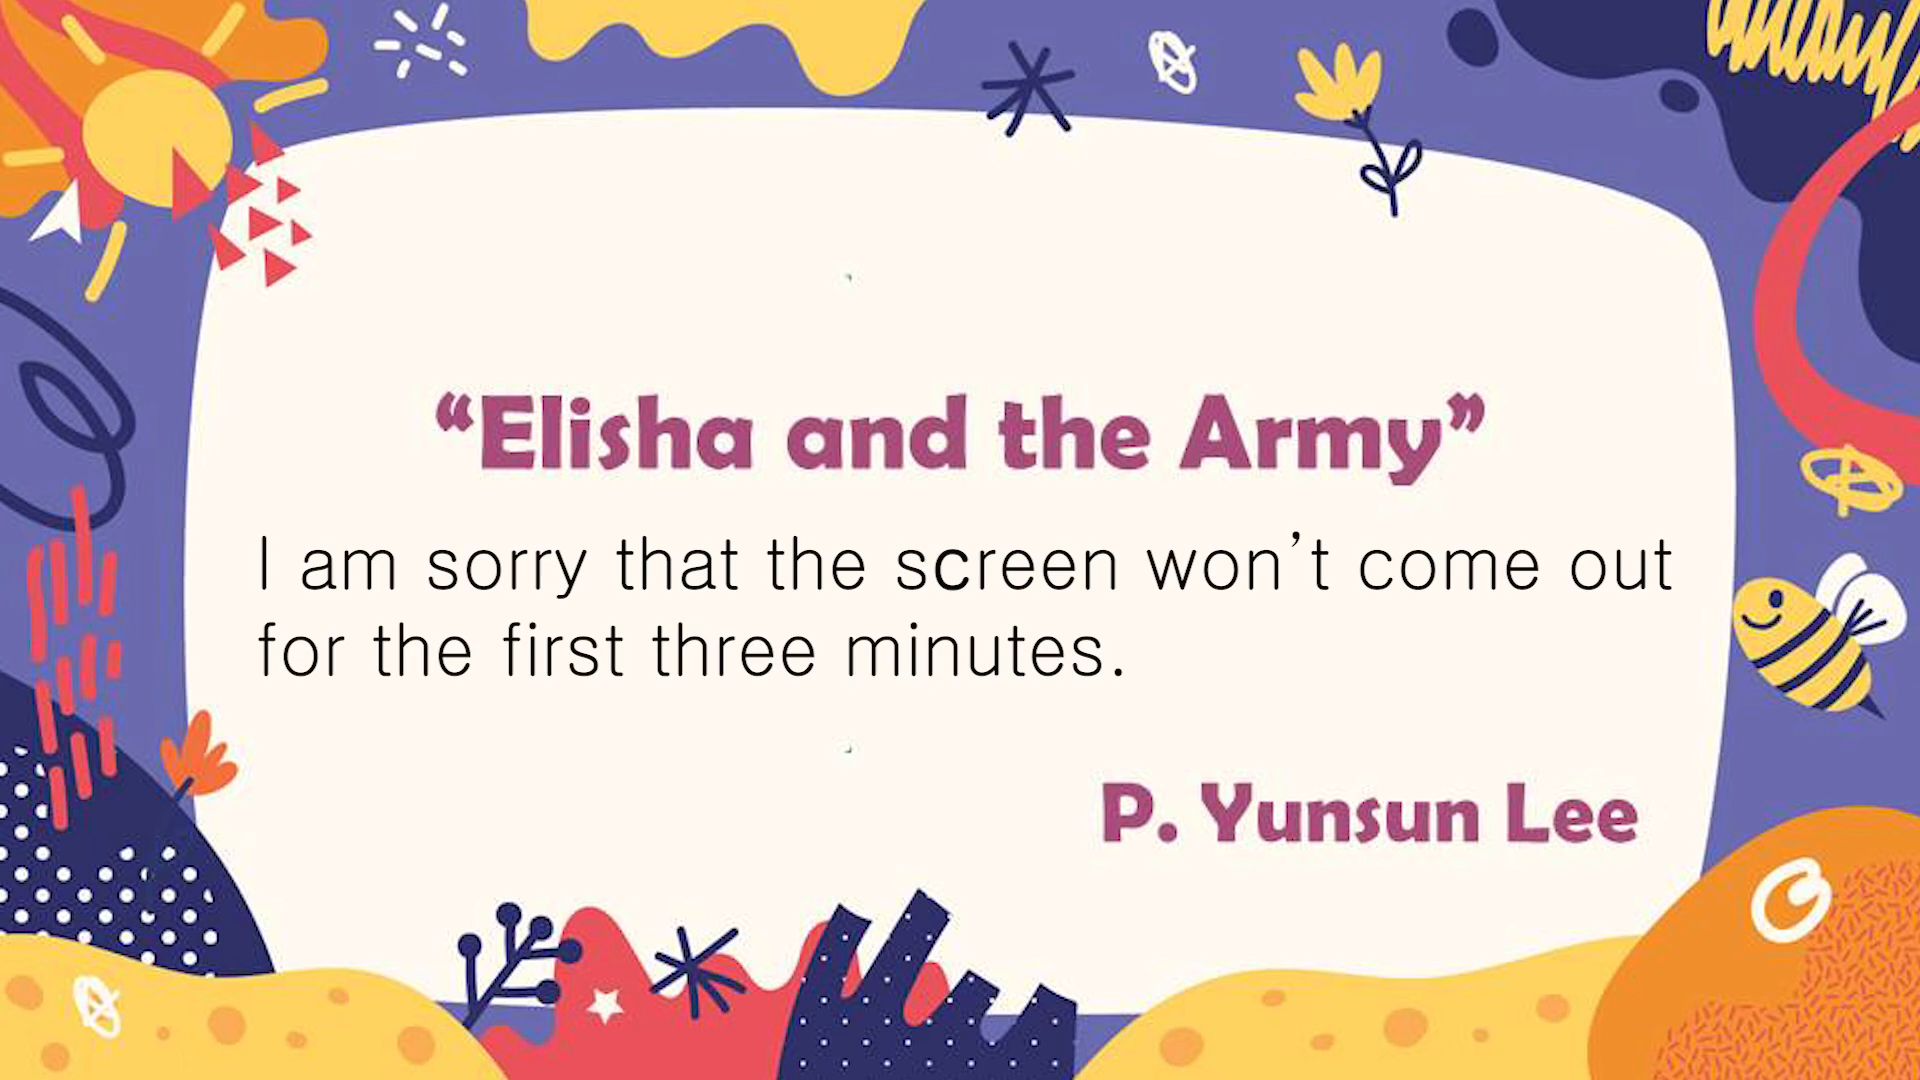 “Elisha and the Army”
I am sorry that the screen won’t come out
for the first three minutes.
P. Yunsun Lee